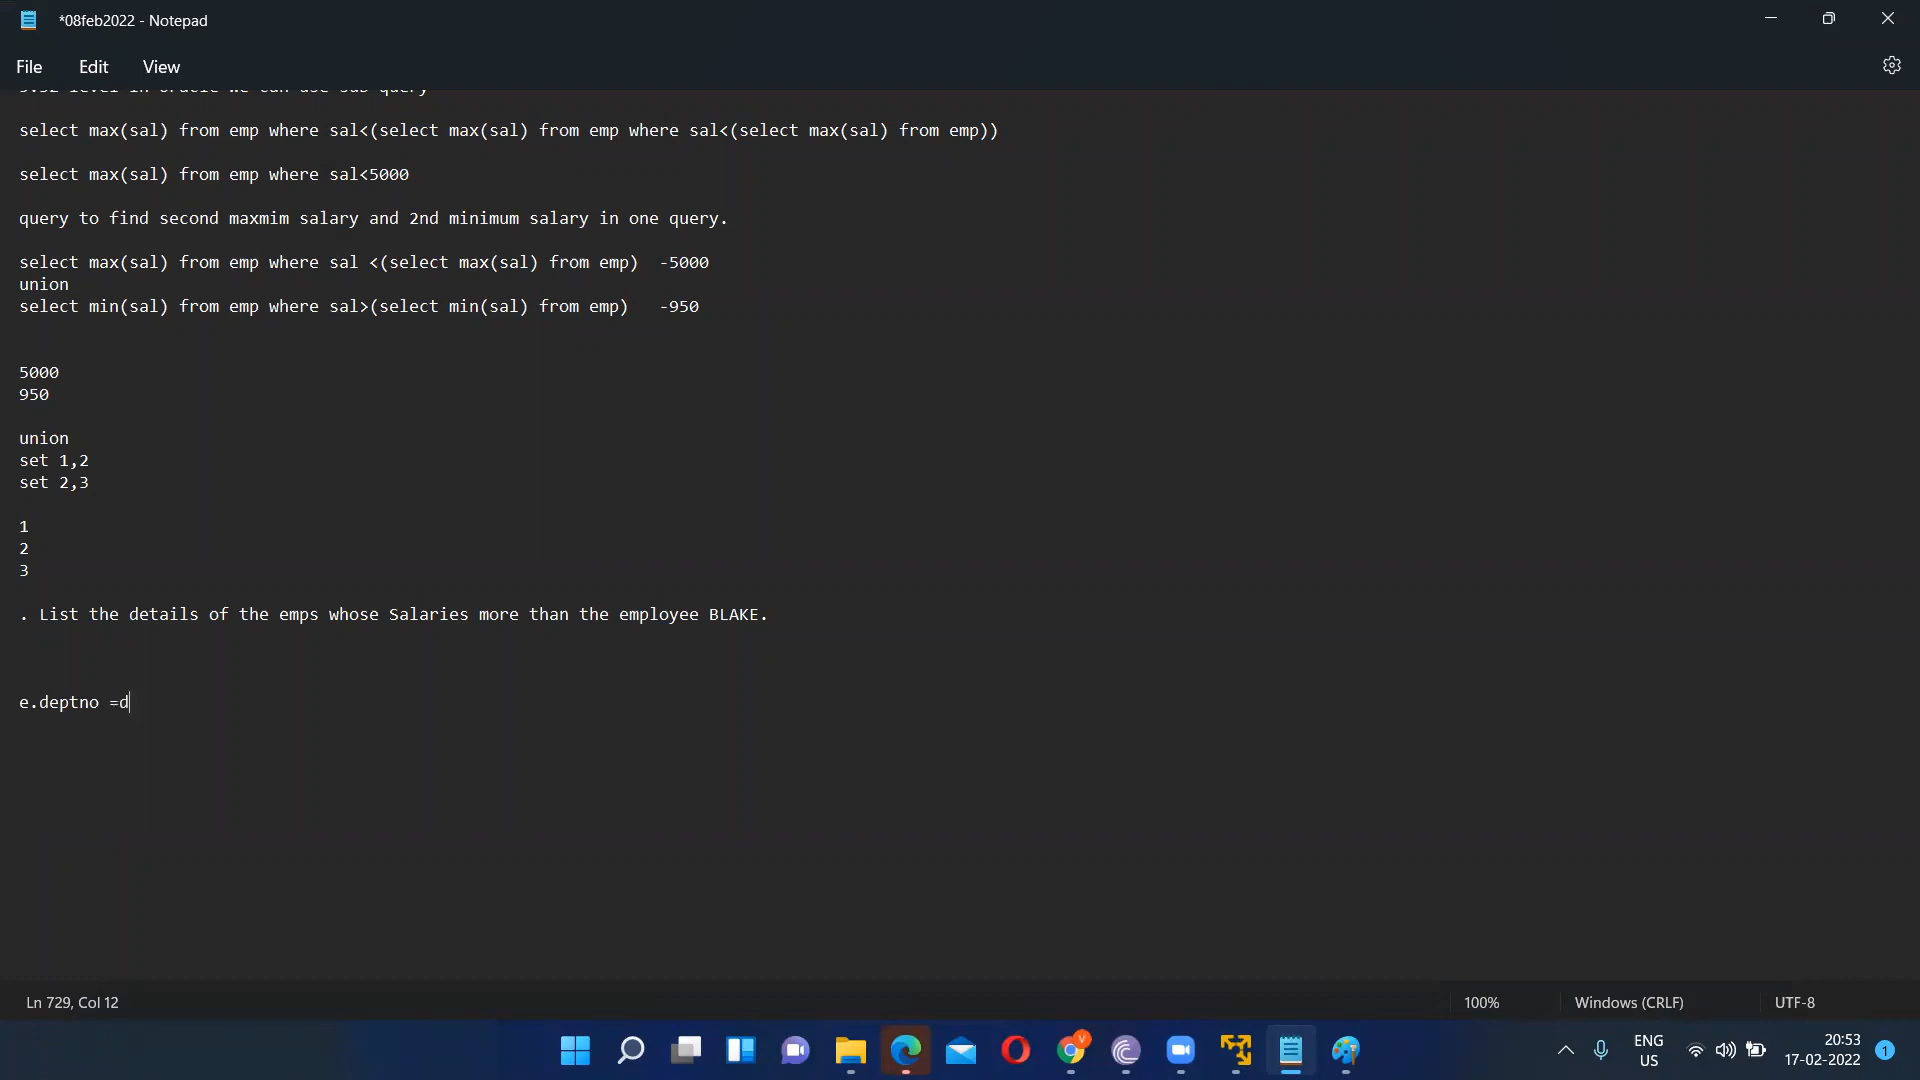 *08feb2022 - Notepad
File Edit View
select max(sal) from emp where sal<(select max(sal) from emp where sal<(select max(sal) from emp))
select max(sal) from emp where sal<5000
query to find second maxmim salary and 2nd minimum salary in one query.
select max(sal) from emp where sal <(select max(sal) from emp)  -5000
union
select min(sal) from emp where sal>(select min(sal) from emp)   -950
5000
950
union
set 1,2
set 2,3
1
2
3
. List the details of the emps whose Salaries more than the employee BLAKE.
e.deptno =d
Ln 729, Col 12 100% Windows (CRLF) UTF-8
V
ENG
US
20:53
17-02-2022
1